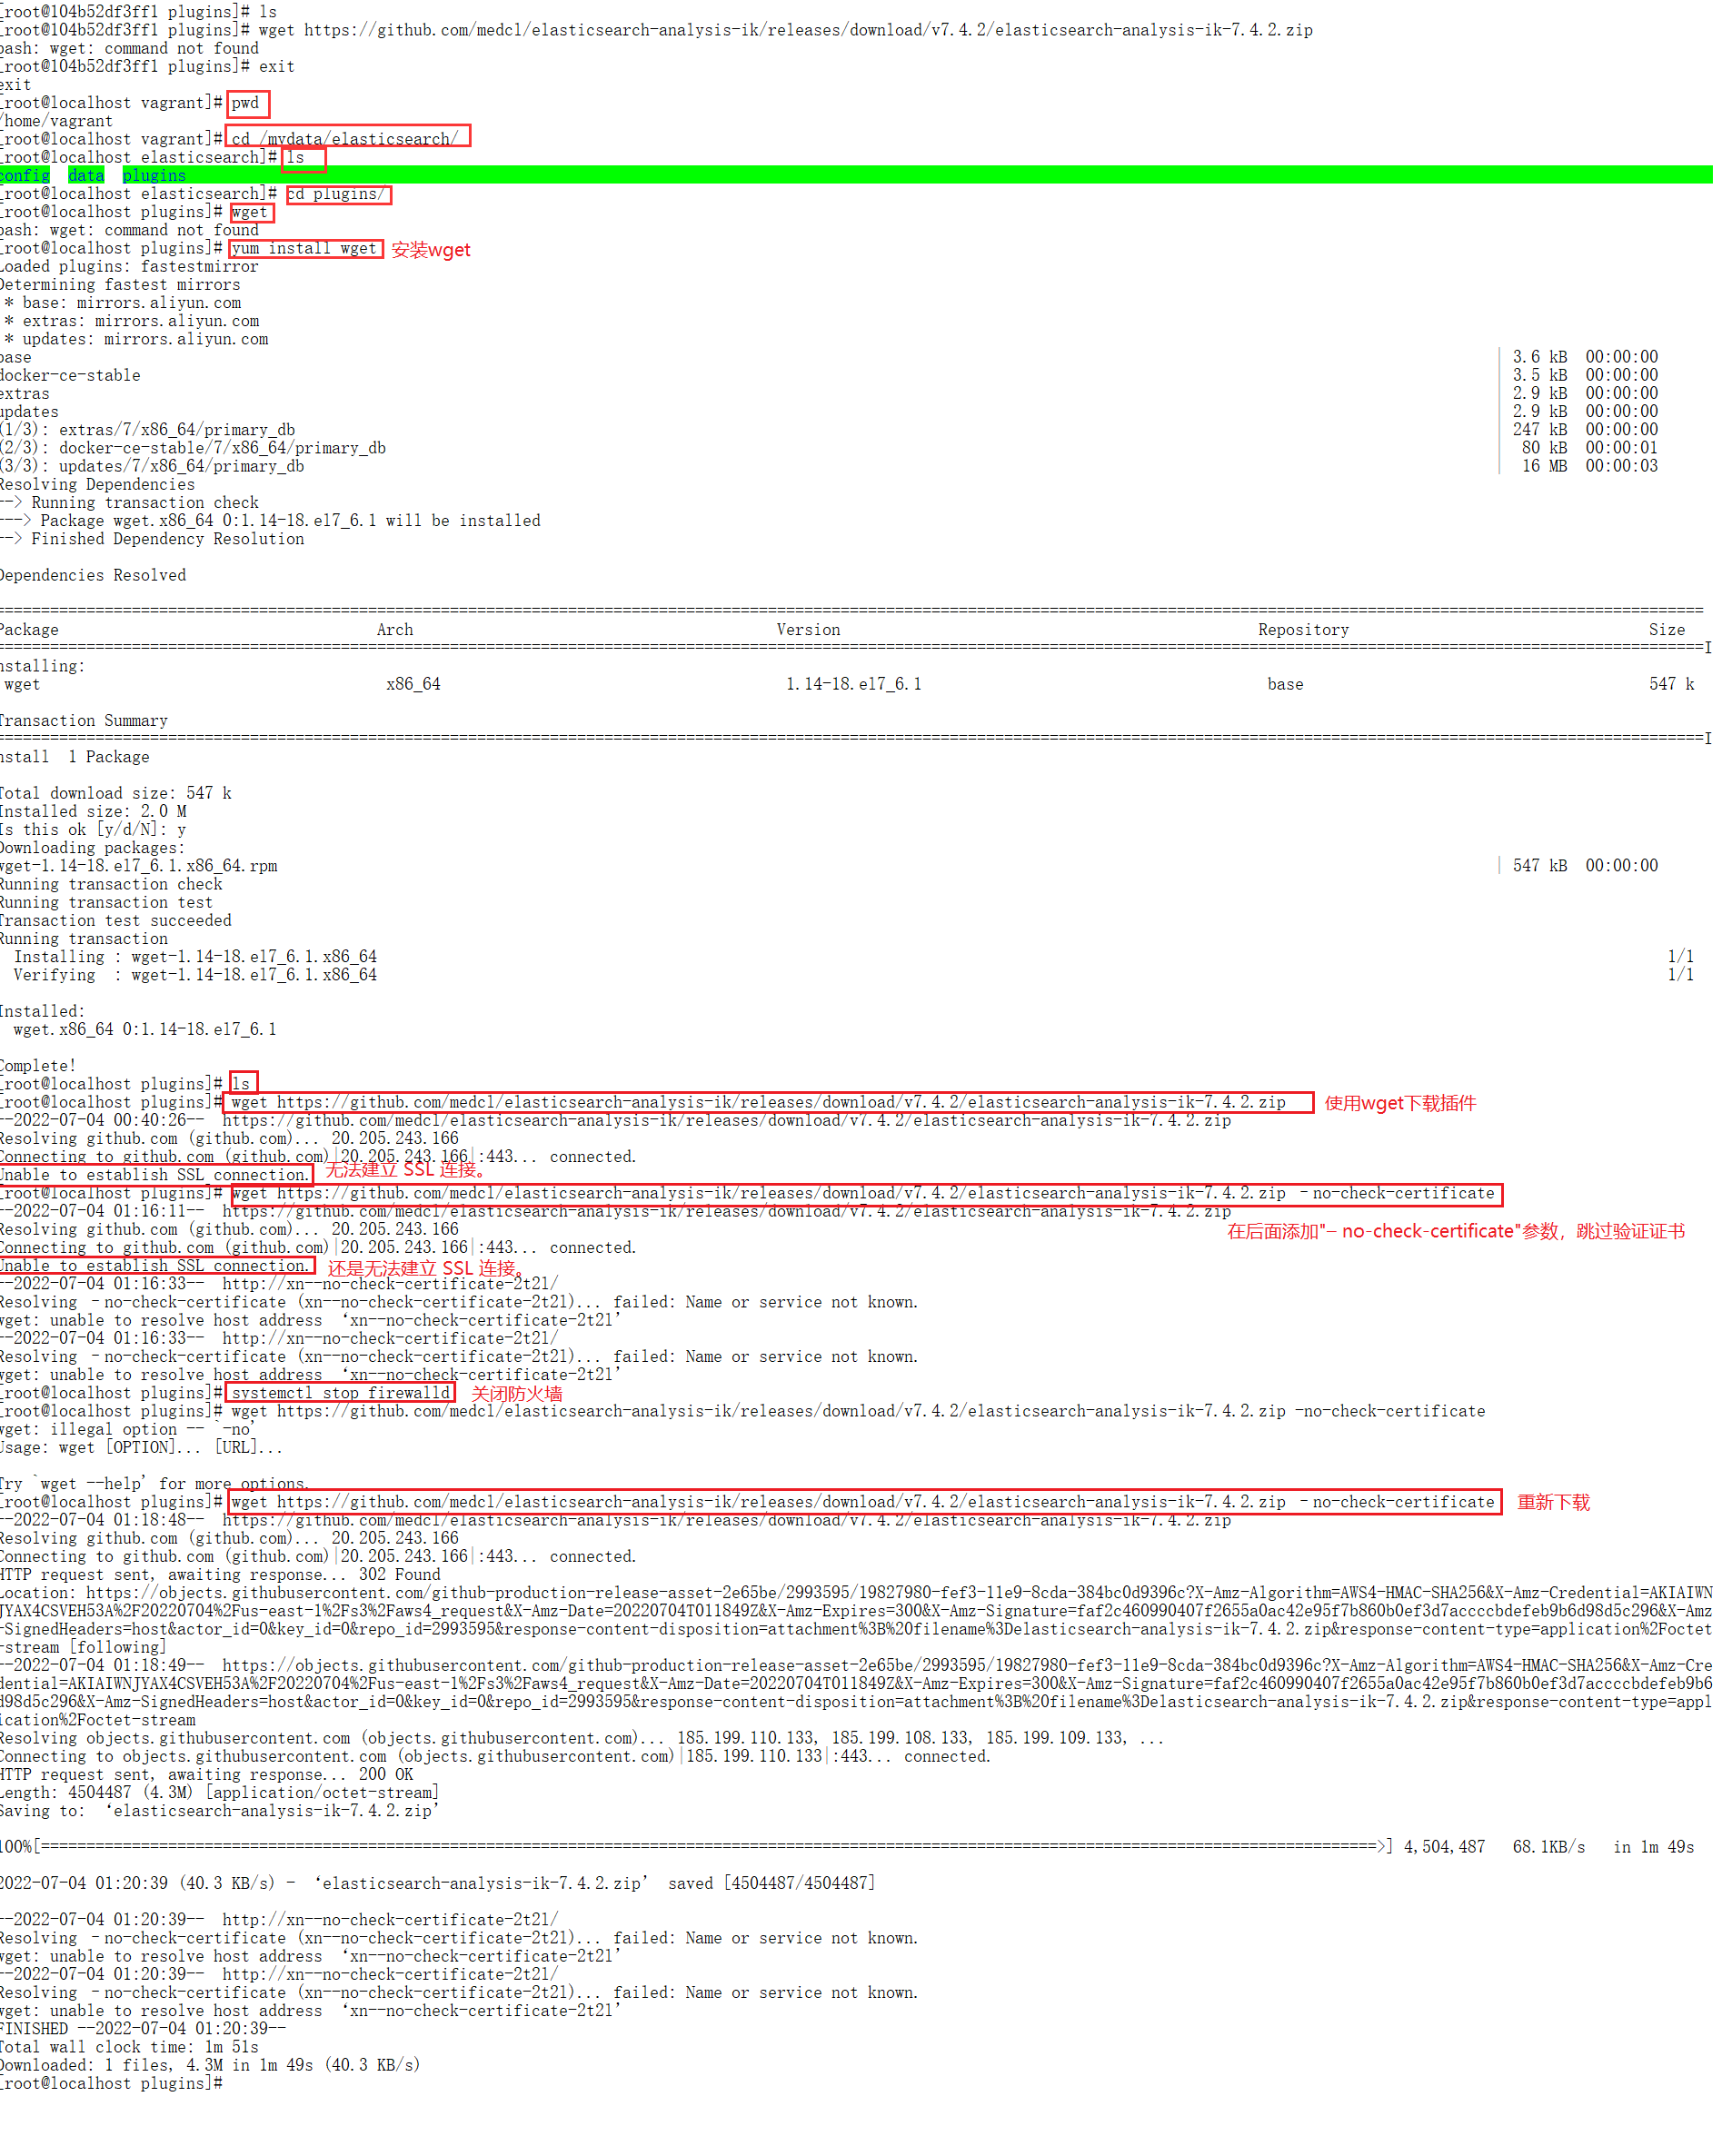 [root@104b52df3ff1 plugins]# ls
[root@104b52df3ff1 plugins]# wget https://github.com/medcl/elasticsearch-analysis-ik/releases/download/v7.4.2/elasticsearch-analysis-ik-7.4.2.zip
bash: wget: command not found
[root@104b52df3ff1 plugins]# exit
exit
[root@localhost vagrant]# pwd
/home/vagrant
[root@localhost vagrant]# cd /mydata/elasticsearch/
[root@localhost elasticsearch]# ls
config  data  plugins
[root@localhost elasticsearch]# cd plugins/
[root@localhost plugins]# wget
bash: wget: command not found
[root@localhost plugins]# yum install wget 安装wget
Loaded plugins: fastestmirror
Determining fastest mirrors
 * base: mirrors.aliyun.com
 * extras: mirrors.aliyun.com
 * updates: mirrors.aliyun.com
base | 3.6 kB  00:00:00
docker-ce-stable | 3.5 kB  00:00:00
extras | 2.9 kB  00:00:00
updates | 2.9 kB  00:00:00
(1/3): extras/7/x86_64/primary_db | 247 kB  00:00:00
(2/3): docker-ce-stable/7/x86_64/primary_db | 80 kB  00:00:01
(3/3): updates/7/x86_64/primary_db | 16 MB  00:00:03
Resolving Dependencies
--> Running transaction check
---> Package wget.x86_64 0:1.14-18.el7_6.1 will be installed
--> Finished Dependency Resolution
Dependencies Resolved
Package Arch Version Repository Size
nstalling:
wget x86_64 1.14-18.el7_6.1 base 547 k
Transaction Summary
nstall  1 Package
Total download size: 547 k
Installed size: 2.0 M
Is this ok [y/d/N]: y
Downloading packages:
wget-1.14-18.el7_6.1.x86_64.rpm | 547 kB  00:00:00
Running transaction check
Running transaction test
Transaction test succeeded
Running transaction
  Installing : wget-1.14-18.el7_6.1.x86_64 1/1
  Verifying  : wget-1.14-18.el7_6.1.x86_64 1/1
Installed:
  wget.x86_64 0:1.14-18.el7_6.1
Complete!
[root@localhost plugins]# ls
[root@localhost plugins]# wget https://github.com/medcl/elasticsearch-analysis-ik/releases/download/v7.4.2/elasticsearch-analysis-ik-7.4.2.zip 使用wget下载插件
--2022-07-04 00:40:26--  https://github.com/medcl/elasticsearch-analysis-ik/releases/download/v7.4.2/elasticsearch-analysis-ik-7.4.2.zip
Resolving github.com (github.com)... 20.205.243.166
Connecting to github.com (github.com)|20.205.243.166|:443... connected.
Unable to establish SSL connection. 无法建立 SSL 连接。
[root@localhost plugins]# wget https://github.com/medcl/elasticsearch-analysis-ik/releases/download/v7.4.2/elasticsearch-analysis-ik-7.4.2.zip –no-check-certificate
--2022-07-04 01:16:11--  https://github.com/medcl/elasticsearch-analysis-ik/releases/download/v7.4.2/elasticsearch-analysis-ik-7.4.2.zip
Resolving github.com (github.com)... 20.205.243.166 在后面添加"– no-check-certificate"参数，跳过验证证书
Connecting to github.com (github.com)|20.205.243.166|:443... connected.
Unable to establish SSL connection. 还是无法建立 SSL 连接。
--2022-07-04 01:16:33--  http://xn--no-check-certificate-2t2l/
Resolving –no-check-certificate (xn--no-check-certificate-2t2l)... failed: Name or service not known.
wget: unable to resolve host address ‘xn--no-check-certificate-2t2l’
--2022-07-04 01:16:33--  http://xn--no-check-certificate-2t2l/
Resolving –no-check-certificate (xn--no-check-certificate-2t2l)... failed: Name or service not known.
wget: unable to resolve host address ‘xn--no-check-certificate-2t2l’
[root@localhost plugins]# systemctl stop firewalld 关闭防火墙
[root@localhost plugins]# wget https://github.com/medcl/elasticsearch-analysis-ik/releases/download/v7.4.2/elasticsearch-analysis-ik-7.4.2.zip -no-check-certificate
wget: illegal option -- `-no’
Usage: wget [OPTION]... [URL]...
Try `wget --help’ for more options.
[root@localhost plugins]# wget https://github.com/medcl/elasticsearch-analysis-ik/releases/download/v7.4.2/elasticsearch-analysis-ik-7.4.2.zip –no-check-certificate 重新下载
--2022-07-04 01:18:48--  https://github.com/medcl/elasticsearch-analysis-ik/releases/download/v7.4.2/elasticsearch-analysis-ik-7.4.2.zip
Resolving github.com (github.com)... 20.205.243.166
Connecting to github.com (github.com)|20.205.243.166|:443... connected.
HTTP request sent, awaiting response... 302 Found
Location: https://objects.githubusercontent.com/github-production-release-asset-2e65be/2993595/19827980-fef3-11e9-8cda-384bc0d9396c?X-Amz-Algorithm=AWS4-HMAC-SHA256&X-Amz-Credential=AKIAIWN
JYAX4CSVEH53A%2F20220704%2Fus-east-1%2Fs3%2Faws4_request&X-Amz-Date=20220704T011849Z&X-Amz-Expires=300&X-Amz-Signature=faf2c460990407f2655a0ac42e95f7b860b0ef3d7accccbdefeb9b6d98d5c296&X-Amz
-SignedHeaders=host&actor_id=0&key_id=0&repo_id=2993595&response-content-disposition=attachment%3B%20filename%3Delasticsearch-analysis-ik-7.4.2.zip&response-content-type=application%2Foctet
-stream [following]
--2022-07-04 01:18:49--  https://objects.githubusercontent.com/github-production-release-asset-2e65be/2993595/19827980-fef3-11e9-8cda-384bc0d9396c?X-Amz-Algorithm=AWS4-HMAC-SHA256&X-Amz-Cre
dential=AKIAIWNJYAX4CSVEH53A%2F20220704%2Fus-east-1%2Fs3%2Faws4_request&X-Amz-Date=20220704T011849Z&X-Amz-Expires=300&X-Amz-Signature=faf2c460990407f2655a0ac42e95f7b860b0ef3d7accccbdefeb9b6
d98d5c296&X-Amz-SignedHeaders=host&actor_id=0&key_id=0&repo_id=2993595&response-content-disposition=attachment%3B%20filename%3Delasticsearch-analysis-ik-7.4.2.zip&response-content-type=appl
ication%2Foctet-stream
Resolving objects.githubusercontent.com (objects.githubusercontent.com)... 185.199.110.133, 185.199.108.133, 185.199.109.133, ...
Connecting to objects.githubusercontent.com (objects.githubusercontent.com)|185.199.110.133|:443... connected.
HTTP request sent, awaiting response... 200 OK
Length: 4504487 (4.3M) [application/octet-stream]
Saving to: ‘elasticsearch-analysis-ik-7.4.2.zip’
100%[==================================================>] 4,504,487   68.1KB/s   in 1m 49s
2022-07-04 01:20:39 (40.3 KB/s) - ‘elasticsearch-analysis-ik-7.4.2.zip’ saved [4504487/4504487]
--2022-07-04 01:20:39--  http://xn--no-check-certificate-2t2l/
Resolving –no-check-certificate (xn--no-check-certificate-2t2l)... failed: Name or service not known.
wget: unable to resolve host address ‘xn--no-check-certificate-2t2l’
--2022-07-04 01:20:39--  http://xn--no-check-certificate-2t2l/
Resolving –no-check-certificate (xn--no-check-certificate-2t2l)... failed: Name or service not known.
wget: unable to resolve host address ‘xn--no-check-certificate-2t2l’
FINISHED --2022-07-04 01:20:39--
Total wall clock time: 1m 51s
Downloaded: 1 files, 4.3M in 1m 49s (40.3 KB/s)
[root@localhost plugins]#